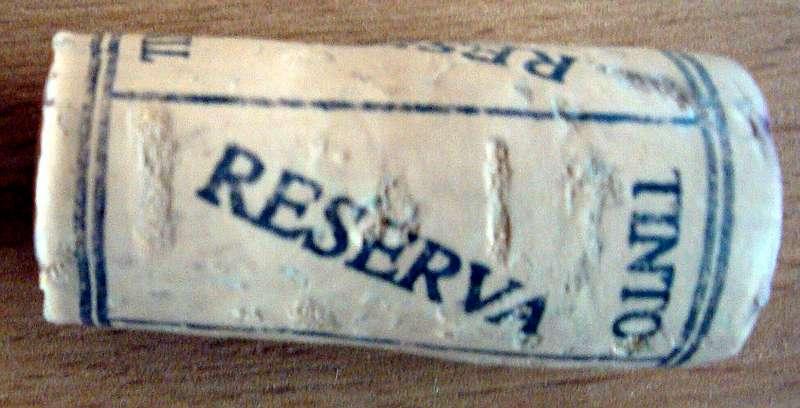 RESERVA
TINTO